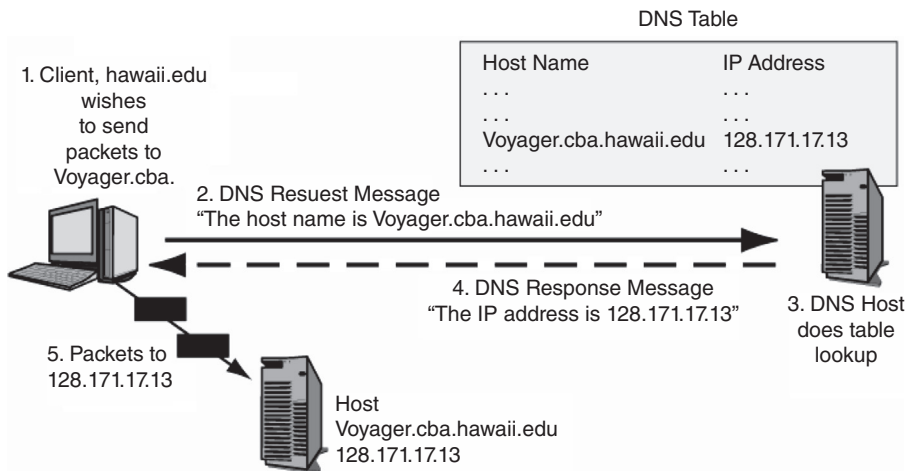 DNS Table
Host Name IP Address
. . . . . .
. . . . . .
Voyager.cba.hawaii.edu 128.171.17.13
. . . . . .
1. Client, hawaii.edu
wishes
to send
packets to
Voyager.cba.
2. DNS Resuest Message
“The host name is Voyager.cba.hawaii.edu”
3. DNS Host
does table
lookup
4. DNS Response Message
“The IP address is 128.171.17.13”
5. Packets to
128.171.17.13
Host
Voyager.cba.hawaii.edu
128.171.17.13